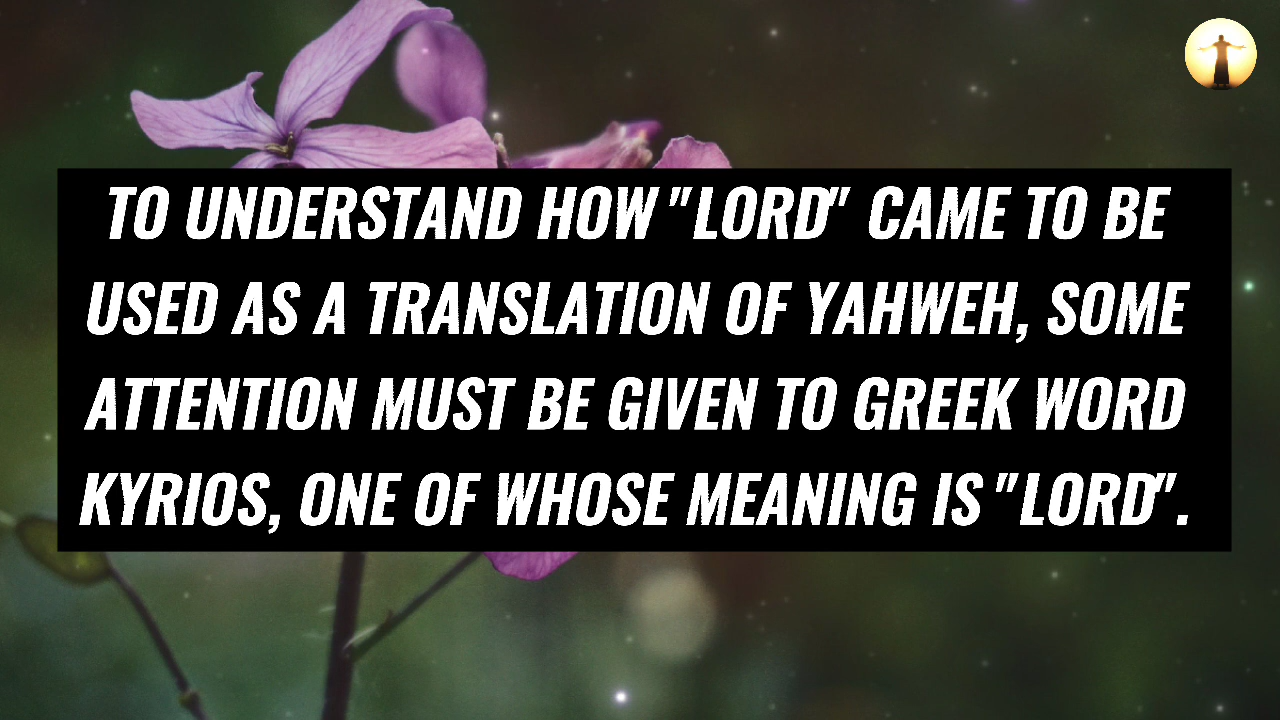 TO UNDERSTAND HOW "LORD" CAME TO BE
USED AS A TRANSLATION OF YAHWEH, SOME
ATTENTION MUST BE GIVEN TO GREEK WORD
KYRIOS, ONE OF WHOSE MEANING IS "LORD".